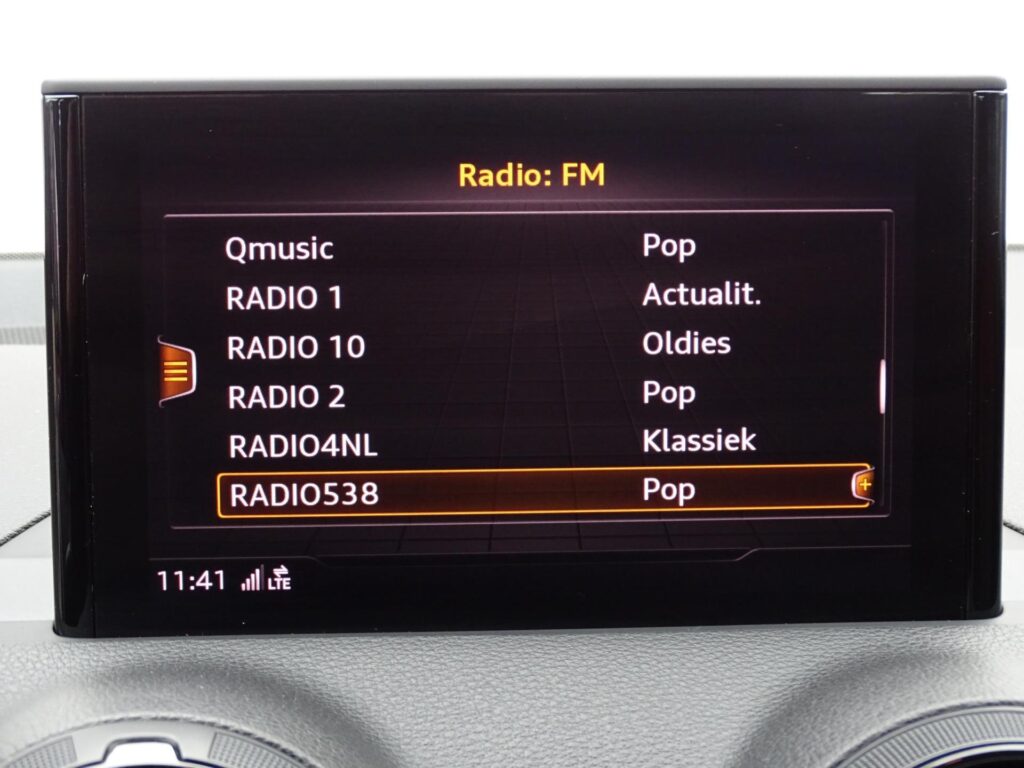 Radio: FM
Qmusic Pop
RADIO 1 Actualit.
RADIO 10 Oldies
RADIO 2 Pop
RADIO4NL Klassiek
RADIO538 Pop
11:41 LTE